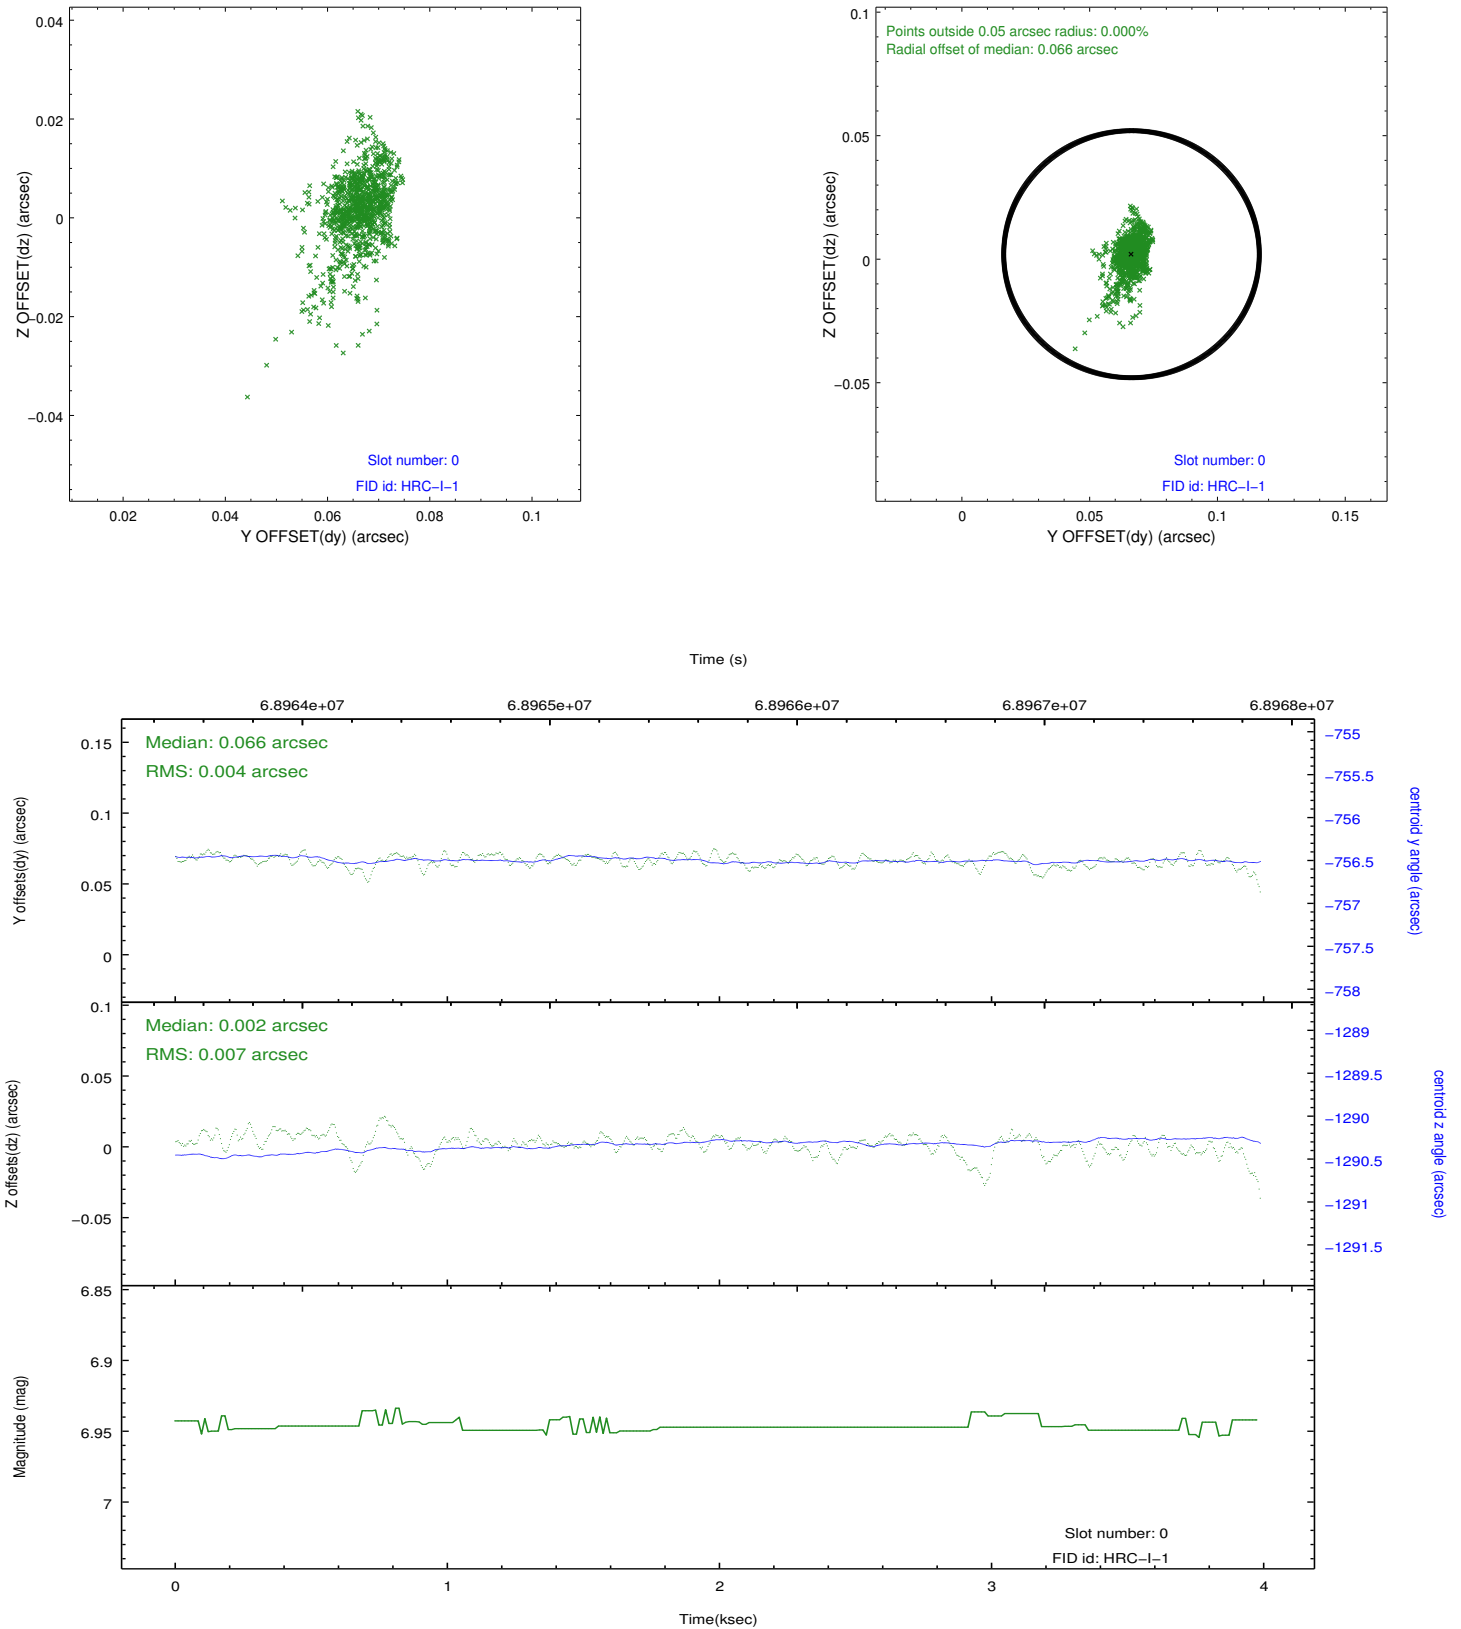 0.04
0.02
0
−0.02
−0.04
Z OFFSET(dz) (arcsec)
Slot number: 0
FID id: HRC−I−1
0.02 0.04 0.06 0.08 0.1
Y OFFSET(dy) (arcsec)
Points outside 0.05 arcsec radius: 0.000%
Radial offset of median: 0.066 arcsec
0.1
0.05
0
−0.05
Z OFFSET(dz) (arcsec)
Slot number: 0
FID id: HRC−I−1
0 0.05 0.1 0.15
Y OFFSET(dy) (arcsec)
Time (s)
6.8964e+07 6.8965e+07 6.8966e+07 6.8967e+07 6.8968e+07
Median: 0.066 arcsec
RMS: 0.004 arcsec
0.15
0.1
0.05
0
Y offsets(dy) (arcsec)
−755
−755.5
−756
−756.5
−757
−757.5
−758
centroid y angle (arcsec)
Median: 0.002 arcsec
RMS: 0.007 arcsec
0.1
0.05
0
−0.05
Z offsets(dz) (arcsec)
−1289
−1289.5
−1290
−1290.5
−1291
−1291.5
centroid z angle (arcsec)
6.85
6.9
6.95
7
Magnitude (mag)
Slot number: 0
FID id: HRC−I−1
0 1 2 3 4
Time(ksec)